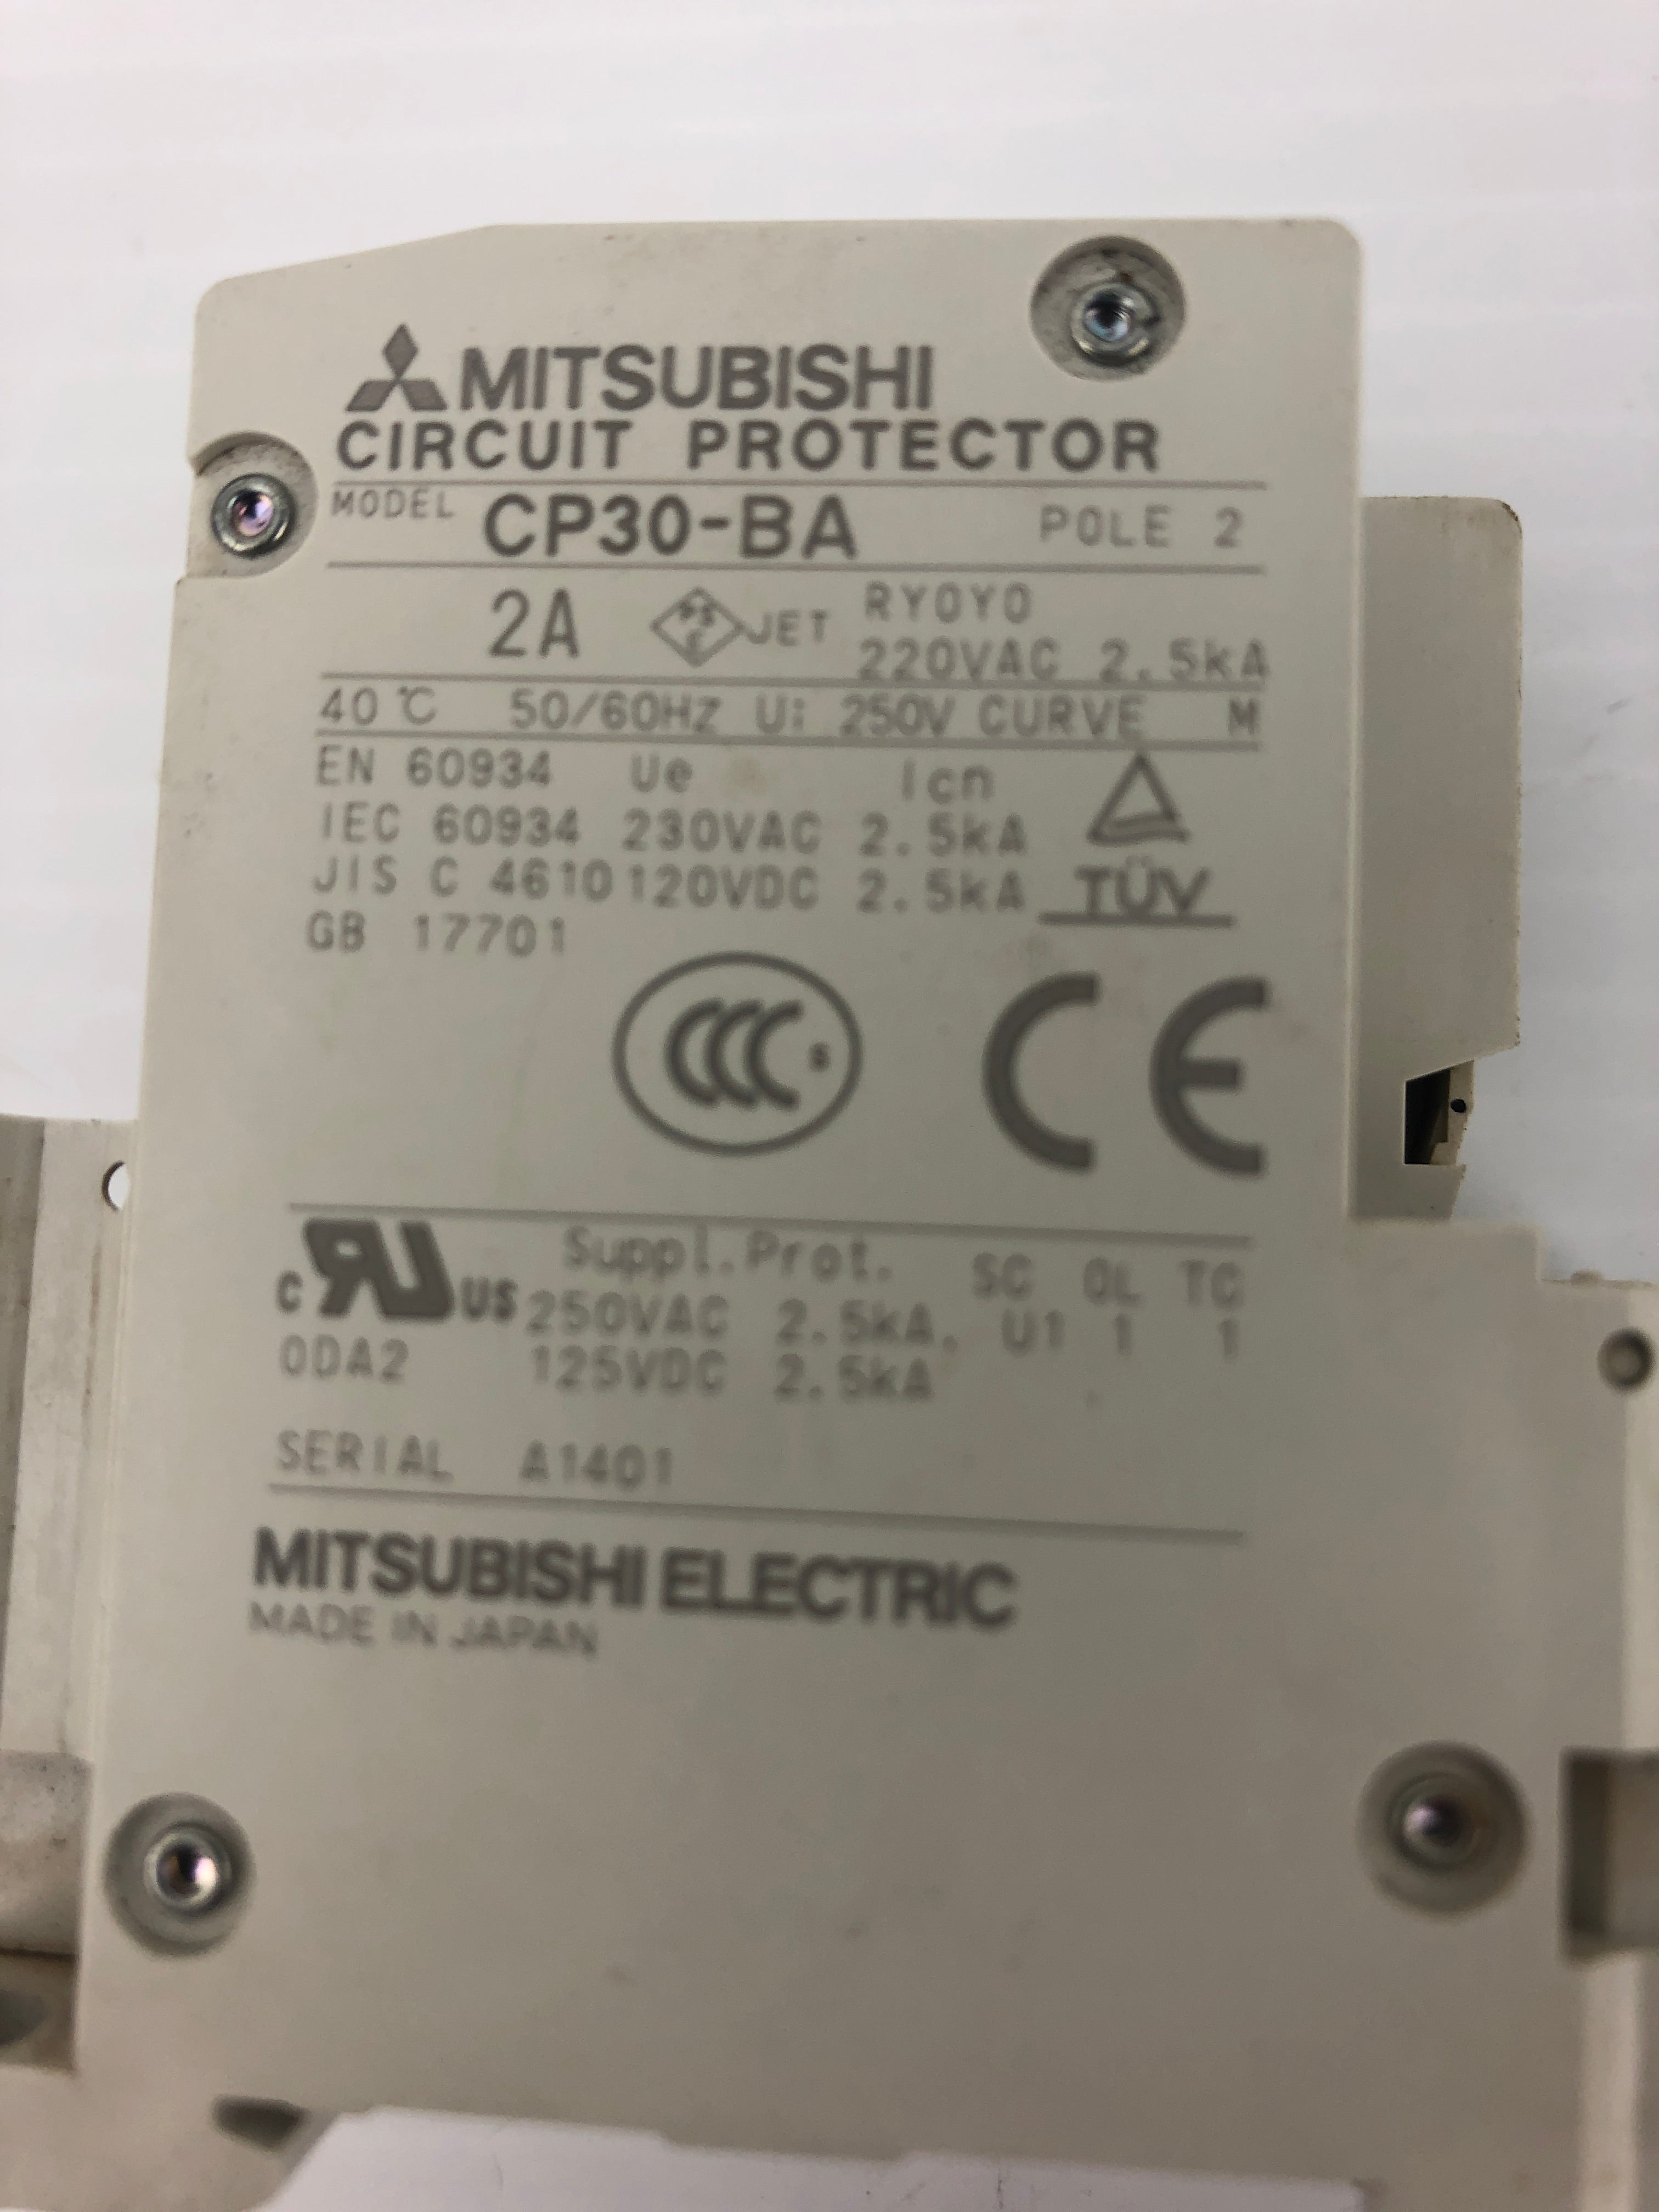 MITSUBISHI
CIRCUIT PROTECTOR
MODEL CP30-BA POLE 2
2A PS E JET RYOYO
220VAC 2.5kA
40℃ 50/60Hz Ui 250V CURVE M
EN 60934 Ue Icn
IEC 60934 230VAC 2.5kA
JIS C 4610 120VDC 2.5kA TÜV
GB 17701
CCC S CE
c RU US Suppl.Prot. SC OL TC
250VAC 2.5kA, U1 1 1
ODA2 125VDC 2.5kA
SERIAL A1401
MITSUBISHI ELECTRIC
MADE IN JAPAN